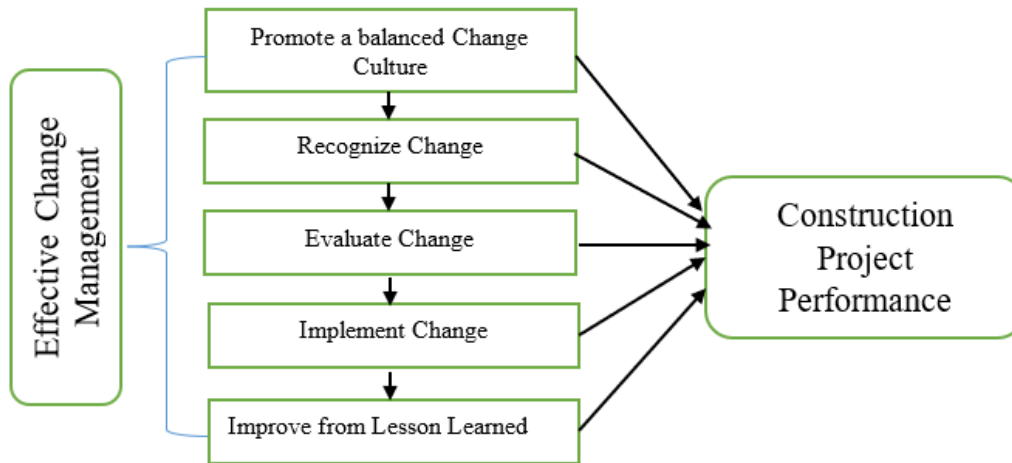 Effective Change
Management
Promote a balanced Change
Culture
Recognize Change
Evaluate Change
Implement Change
Improve from Lesson Learned
Construction
Project
Performance